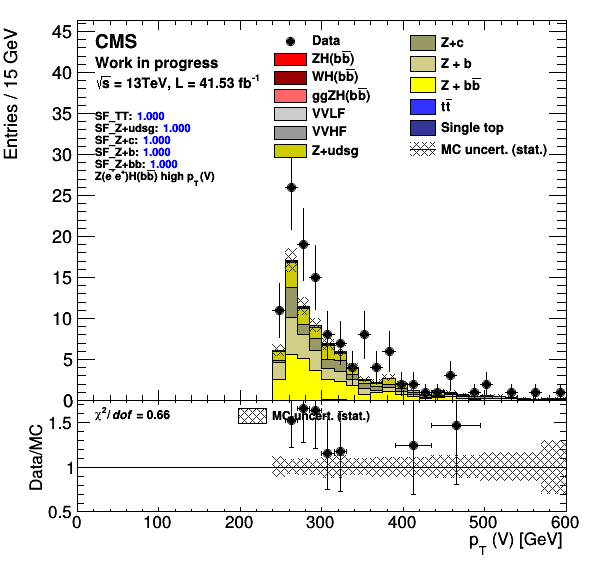 CMS
Work in progress
√s = 13TeV, L = 41.53 fb⁻¹
SF_TT: 1.000
SF_Z+udsg: 1.000
SF_Z+c: 1.000
SF_Z+b: 1.000
SF_Z+bb: 1.000
Z(e⁻e⁺)H(bb̅) high p_T(V)
Data
ZH(bb̅)
WH(bb̅)
ggZH(bb̅)
VVLF
VVHF
Z+udsg
Z+c
Z + b
Z + bb̅
tt̅
Single top
MC uncert. (stat.)
Entries / 15 GeV
45
40
35
30
25
20
15
10
5
0
χ²/dof = 0.66
MC uncert. (stat.)
Data/MC
1.5
1
0.5
0 100 200 300 400 500 600
p_T (V) [GeV]